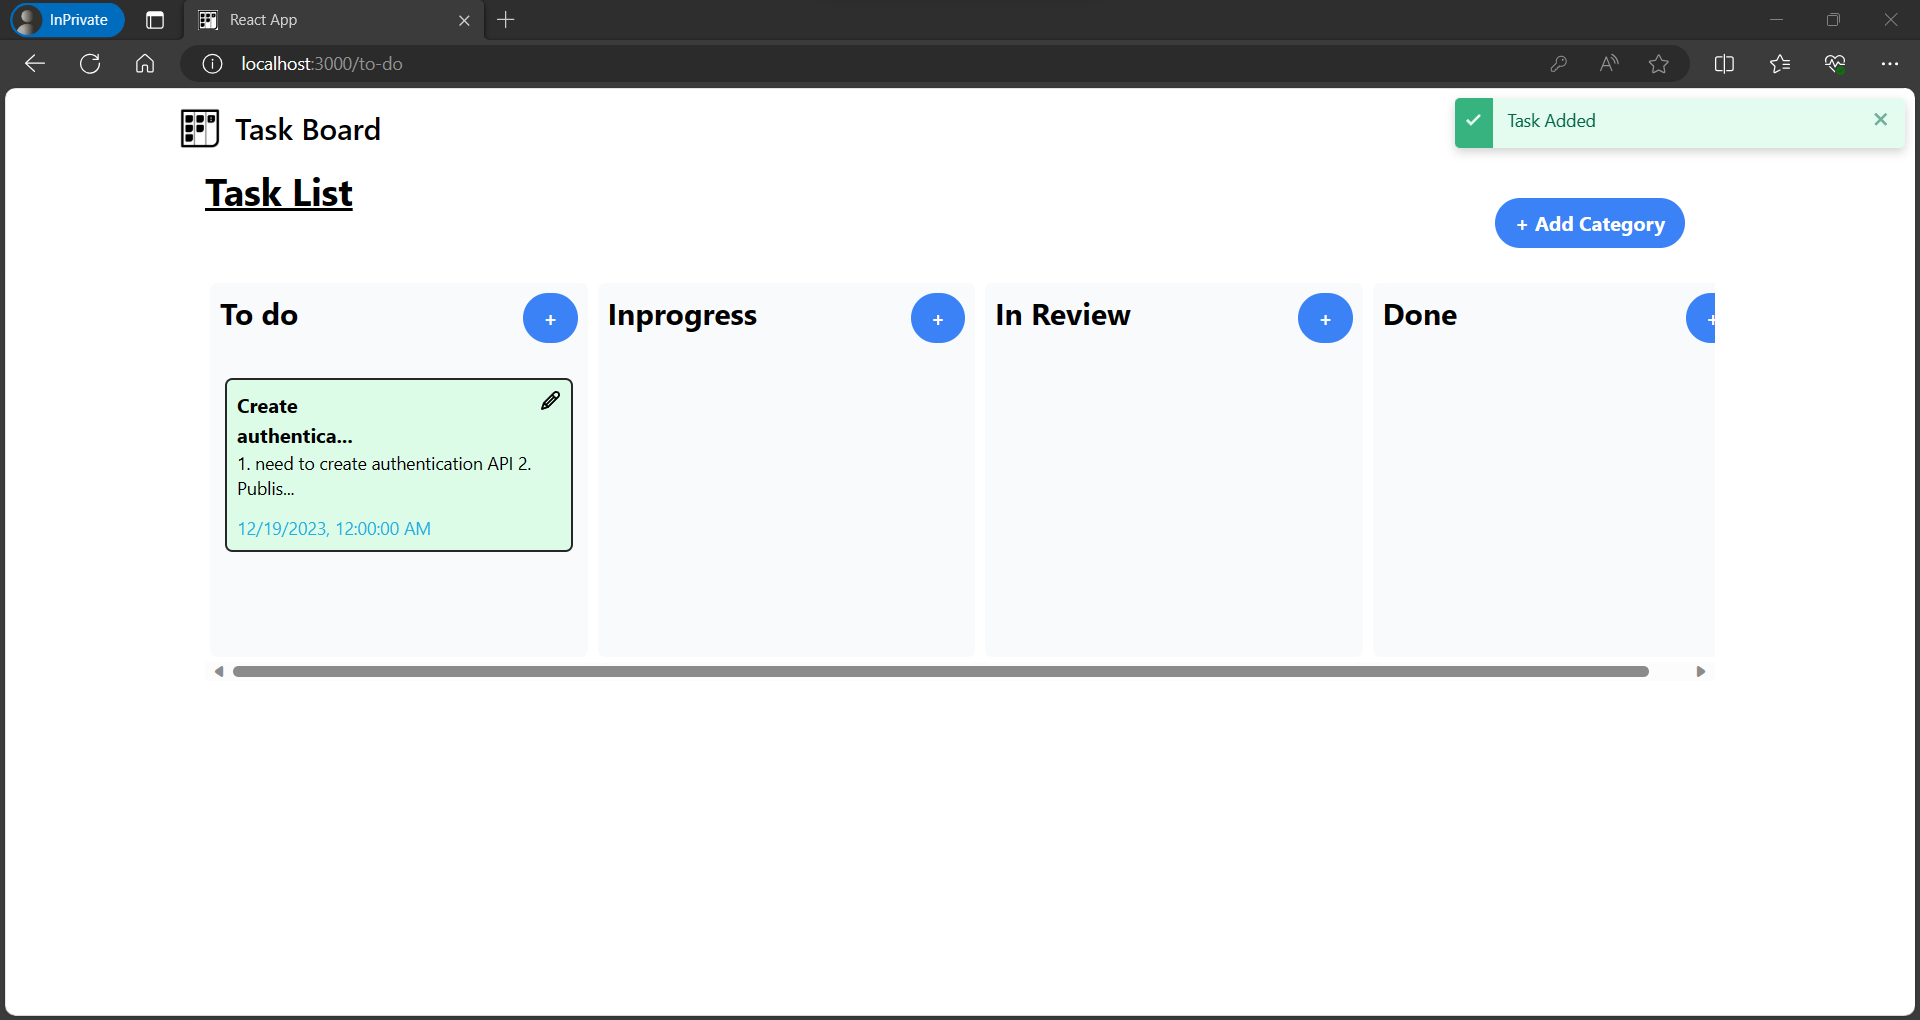 InPrivate
React App
localhost:3000/to-do
Task Board
Task Added
Task List
+ Add Category
To do
+
Inprogress
+
In Review
+
Done
+
Create
authentica...
1. need to create authentication API 2.
Publis...
12/19/2023, 12:00:00 AM